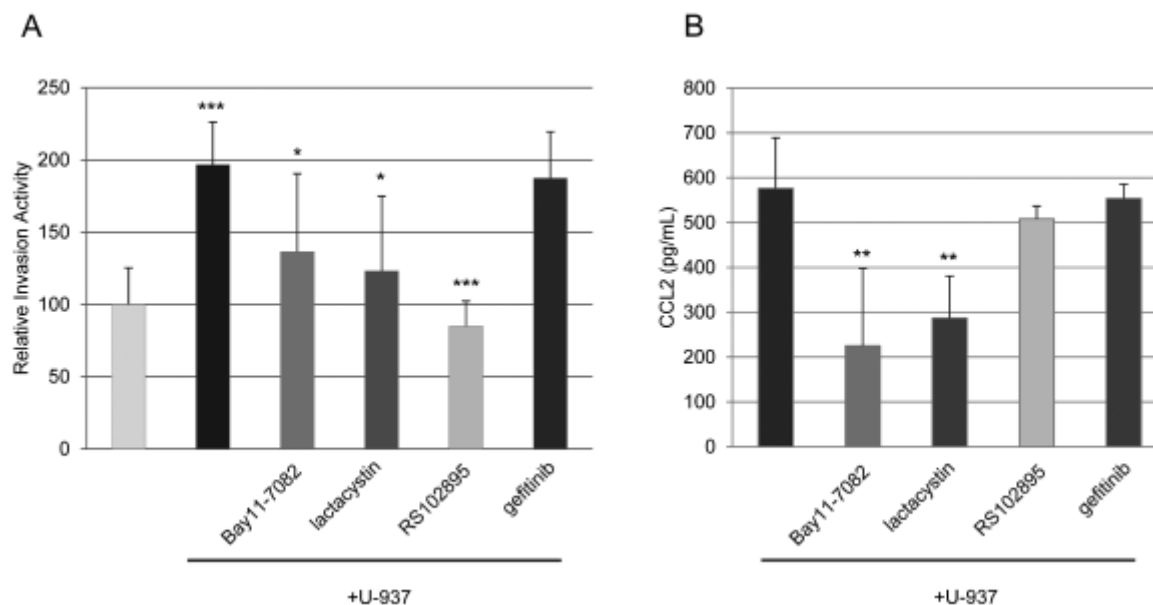 A
Relative Invasion Activity
250
200
150
100
50
0
***
*
*
***
Bay11-7082
lactacystin
RS102895
gefitinib
+U-937
B
CCL2 (pg/mL)
800
700
600
500
400
300
200
100
0
**
**
Bay11-7082
lactacystin
RS102895
gefitinib
+U-937